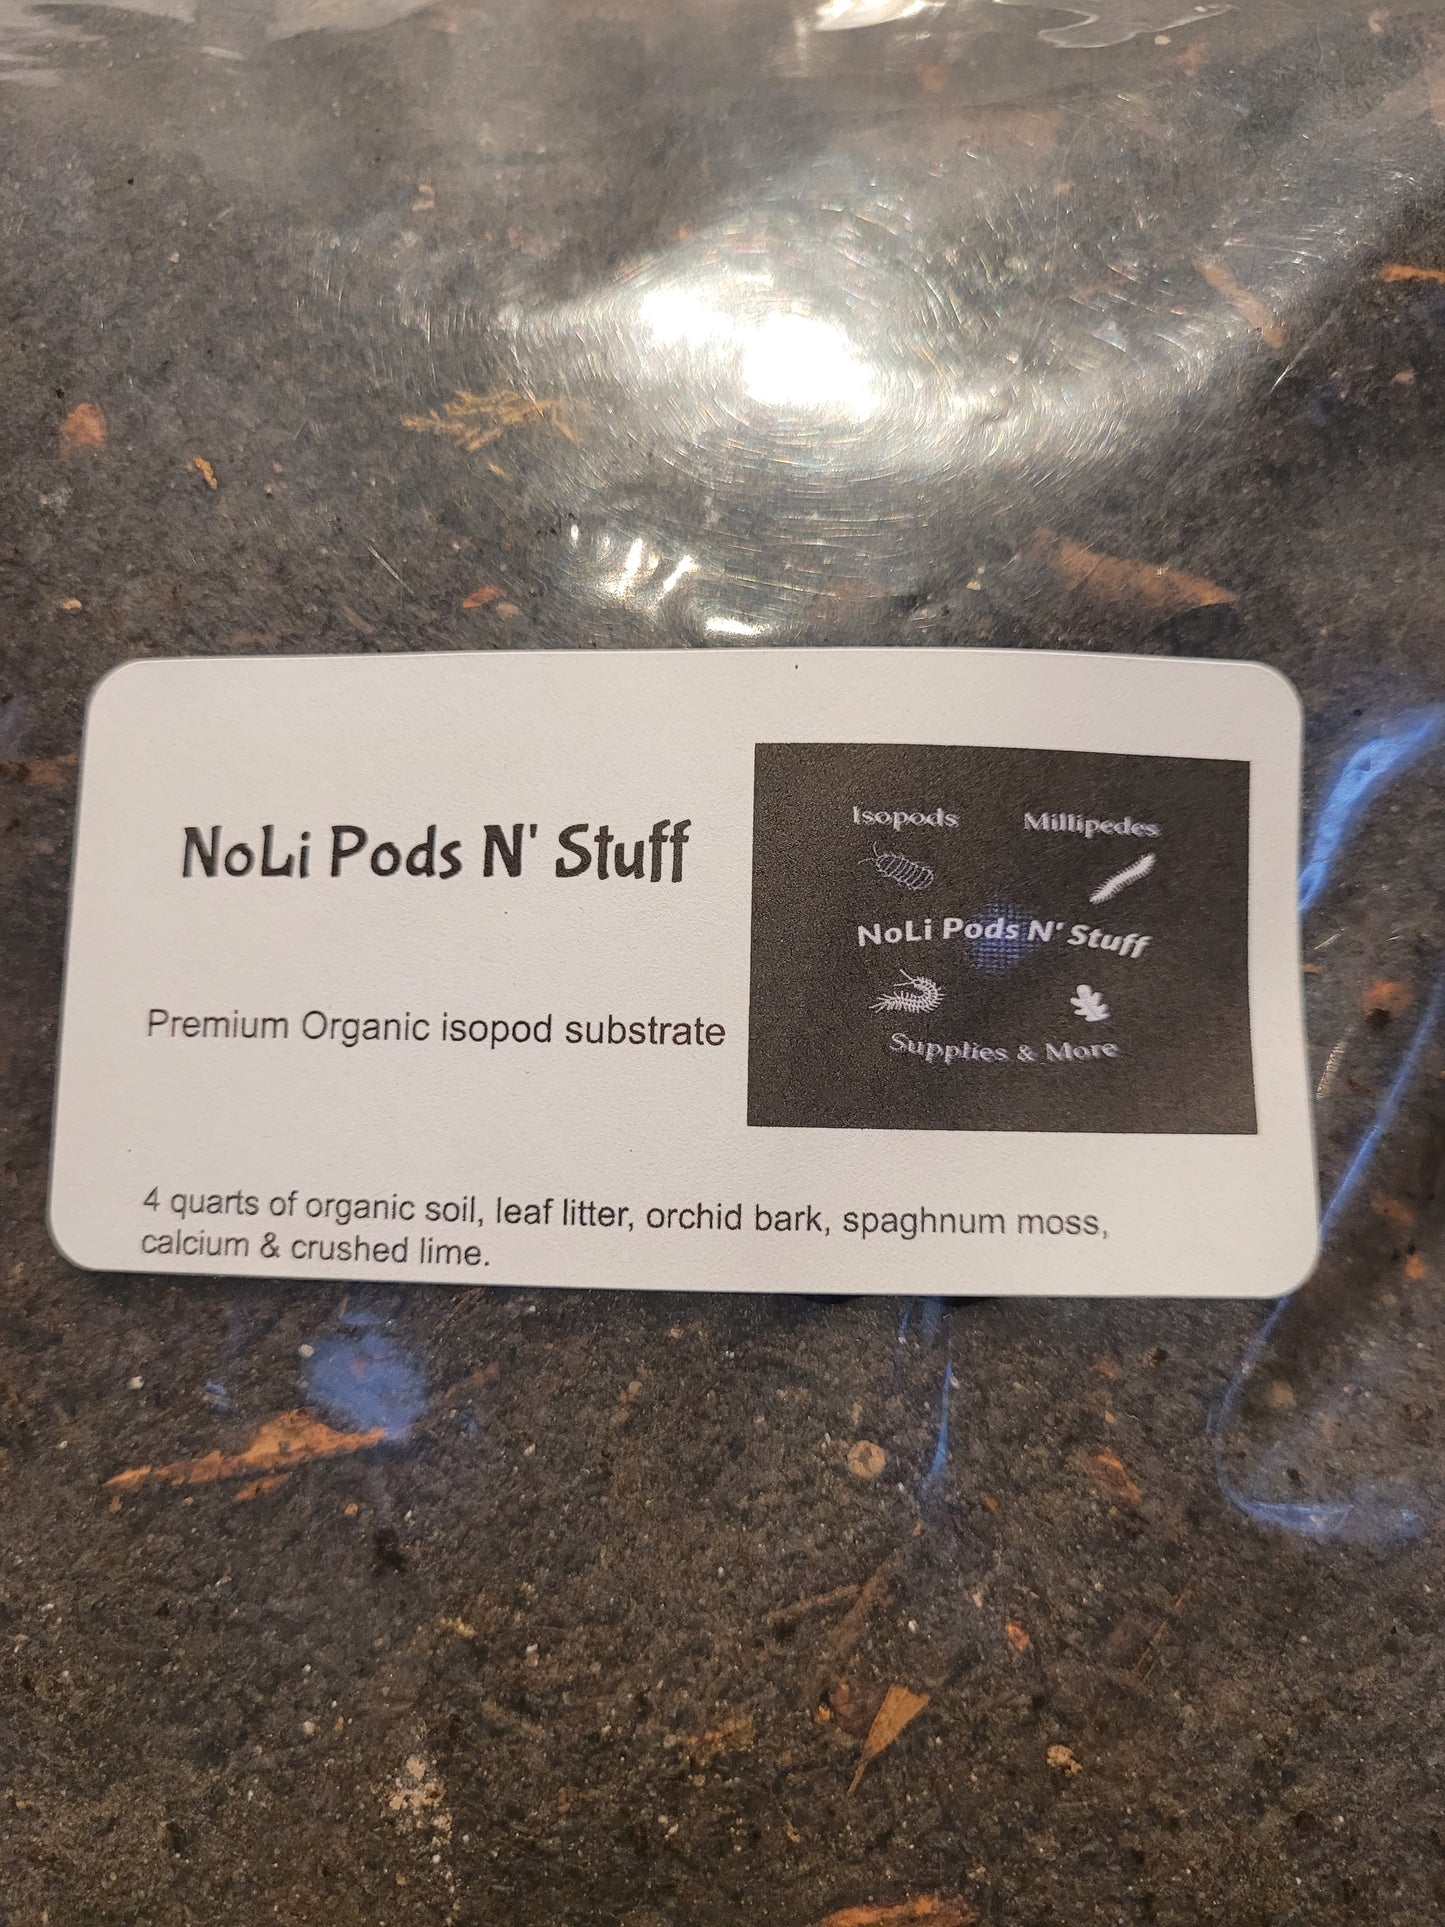 NoLi Pods N' Stuff
Premium Organic isopod substrate
4 quarts of organic soil, leaf litter, orchid bark, spaghnum moss,
calcium & crushed lime.
Isopods Millipedes
NoLi Pods N' Stuff
Supplies & More